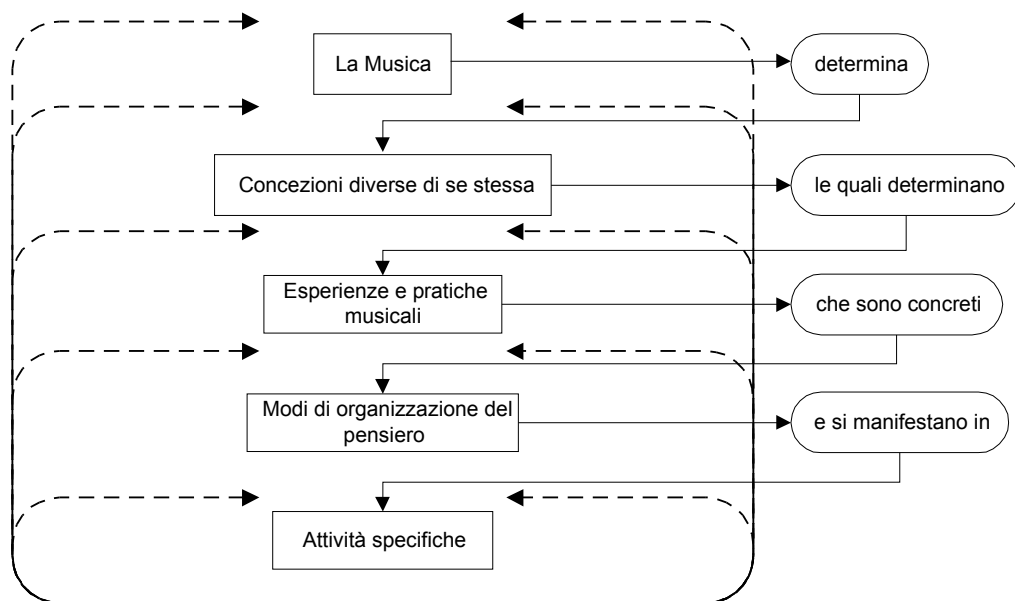 La Musica
determina
Concezioni diverse di se stessa
le quali determinano
Esperienze e pratiche
musicali
che sono concreti
Modi di organizzazione del
pensiero
e si manifestano in
Attività specifiche